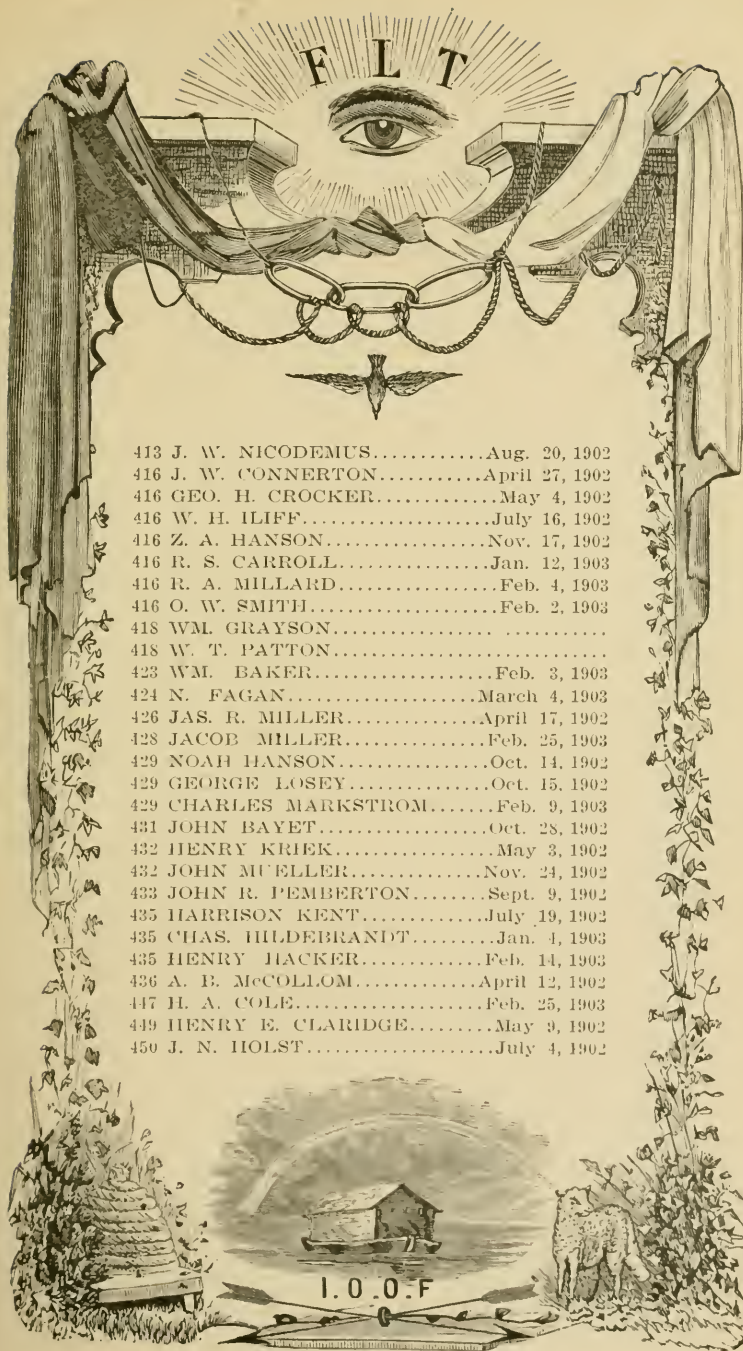 F L T
413 J. W. NICODEMUS............Aug. 20, 1902
416 J. W. CONNERTON...........April 27, 1902
416 GEO. H. CROCKER............May 4, 1902
416 W. H. ILIFF.................July 16, 1902
416 Z. A. HANSON...............Nov. 17, 1902
416 R. S. CARROLL..............Jan. 12, 1903
416 R. A. MILLARD..............Feb. 4, 1903
416 O. W. SMITH.................Feb. 2, 1903
418 WM. GRAYSON................ ...........
418 W. T. PATTON................ ...........
423 WM. BAKER..................Feb. 3, 1903
424 N. FAGAN..................March 4, 1903
426 JAS. R. MILLER............April 17, 1902
428 JACOB MILLER..............Feb. 25, 1903
429 NOAH HANSON...............Oct. 14, 1902
429 GEORGE LOSEY..............Oct. 15, 1902
429 CHARLES MARKSTROM.......Feb. 9, 1903
431 JOHN BAYET.................Oct. 28, 1902
432 HENRY KRIEK...............May 3, 1902
432 JOHN MUELLER.............Nov. 24, 1902
433 JOHN R. PEMBERTON........Sept. 9, 1902
435 HARRISON KENT............July 19, 1902
435 CHAS. HILDEBRANDT.........Jan. 4, 1903
435 HENRY HACKER.............Feb. 14, 1903
436 A. B. McCOLLOM............April 12, 1902
447 H. A. COLE..................Feb. 25, 1903
449 HENRY E. CLARIDGE.........May 9, 1902
450 J. N. HOLST.................July 4, 1902
I.O.O.F